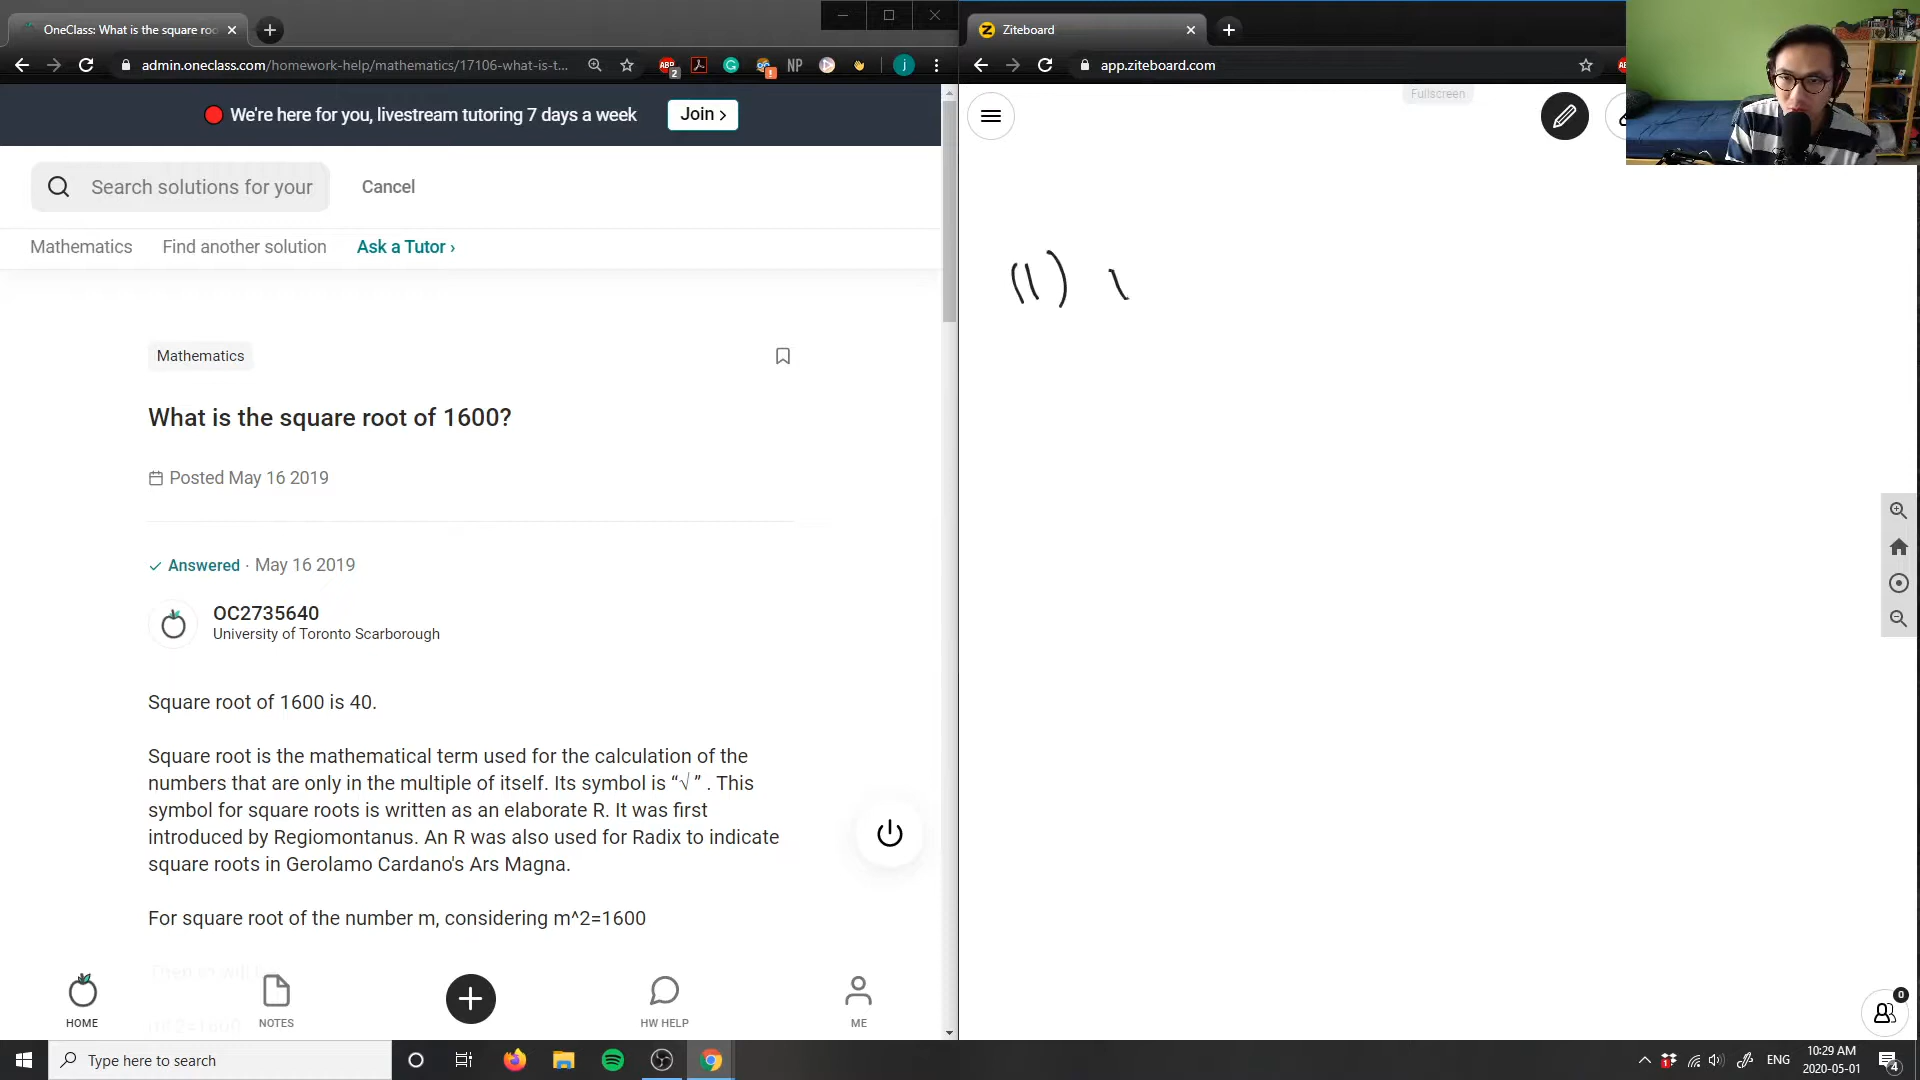 OneClass: What is the square roo
Ziteboard
admin.oneclass.com/homework-help/mathematics/17106-what-is-t...
ABP
2
NP
j
app.ziteboard.com
We're here for you, livestream tutoring 7 days a week
Join ›
Fullscreen
Search solutions for your
Cancel
Mathematics
Find another solution
Ask a Tutor ›
(1)
Mathematics
What is the square root of 1600?
Posted May 16 2019
Answered · May 16 2019
OC2735640
University of Toronto Scarborough
Square root of 1600 is 40.
Square root is the mathematical term used for the calculation of the
numbers that are only in the multiple of itself. Its symbol is “√ ” . This
symbol for square roots is written as an elaborate R. It was first
introduced by Regiomontanus. An R was also used for Radix to indicate
square roots in Gerolamo Cardano's Ars Magna.
For square root of the number m, considering m^2=1600
HOME
NOTES
HW HELP
ME
0
Type here to search
ENG
10:29 AM
2020-05-01
4